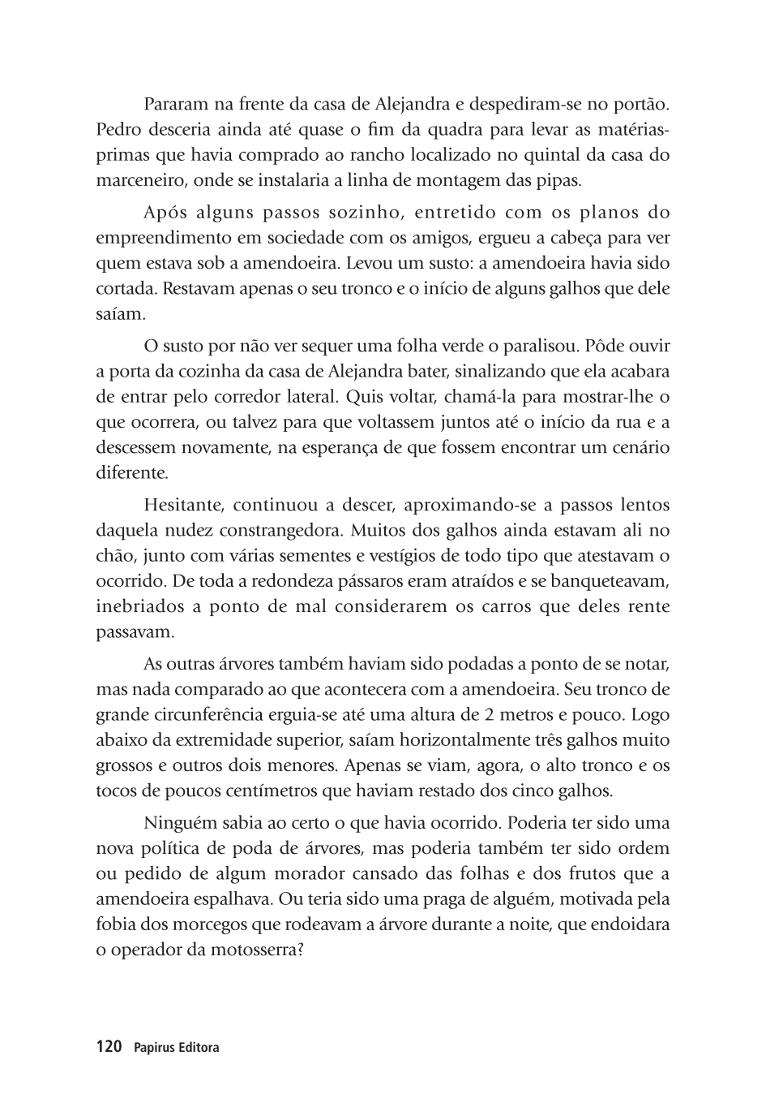 Pararam na frente da casa de Alejandra e despediram-se no portão.
Pedro desceria ainda até quase o fim da quadra para levar as matérias-
primas que havia comprado ao rancho localizado no quintal da casa do
marceneiro, onde se instalaria a linha de montagem das pipas.
Após alguns passos sozinho, entretido com os planos do
empreendimento em sociedade com os amigos, ergueu a cabeça para ver
quem estava sob a amendoeira. Levou um susto: a amendoeira havia sido
cortada. Restavam apenas o seu tronco e o início de alguns galhos que dele
saíam.
O susto por não ver sequer uma folha verde o paralisou. Pôde ouvir
a porta da cozinha da casa de Alejandra bater, sinalizando que ela acabara
de entrar pelo corredor lateral. Quis voltar, chamá-la para mostrar-lhe o
que ocorrera, ou talvez para que voltassem juntos até o início da rua e a
descessem novamente, na esperança de que fossem encontrar um cenário
diferente.
Hesitante, continuou a descer, aproximando-se a passos lentos
daquela nudez constrangedora. Muitos dos galhos ainda estavam ali no
chão, junto com várias sementes e vestígios de todo tipo que atestavam o
ocorrido. De toda a redondeza pássaros eram atraídos e se banqueteavam,
inebriados a ponto de mal considerarem os carros que deles rente
passavam.
As outras árvores também haviam sido podadas a ponto de se notar,
mas nada comparado ao que acontecera com a amendoeira. Seu tronco de
grande circunferência erguia-se até uma altura de 2 metros e pouco. Logo
abaixo da extremidade superior, saíam horizontalmente três galhos muito
grossos e outros dois menores. Apenas se viam, agora, o alto tronco e os
tocos de poucos centímetros que haviam restado dos cinco galhos.
Ninguém sabia ao certo o que havia ocorrido. Poderia ter sido uma
nova política de poda de árvores, mas poderia também ter sido ordem
ou pedido de algum morador cansado das folhas e dos frutos que a
amendoeira espalhava. Ou teria sido uma praga de alguém, motivada pela
fobia dos morcegos que rodeavam a árvore durante a noite, que endoidara
o operador da motosserra?
120 Papirus Editora